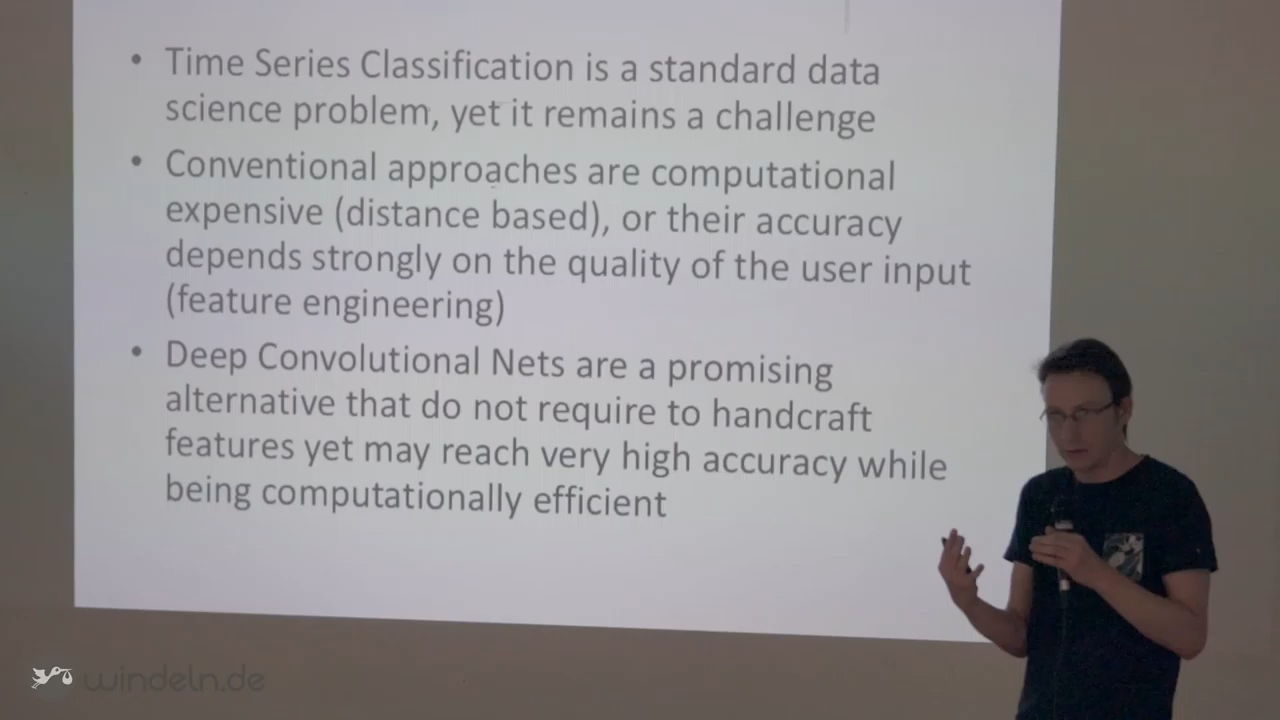 • Time Series Classification is a standard data
science problem, yet it remains a challenge
• Conventional approaches are computational
expensive (distance based), or their accuracy
depends strongly on the quality of the user input
(feature engineering)
• Deep Convolutional Nets are a promising
alternative that do not require to handcraft
features yet may reach very high accuracy while
being computationally efficient
windeln.de